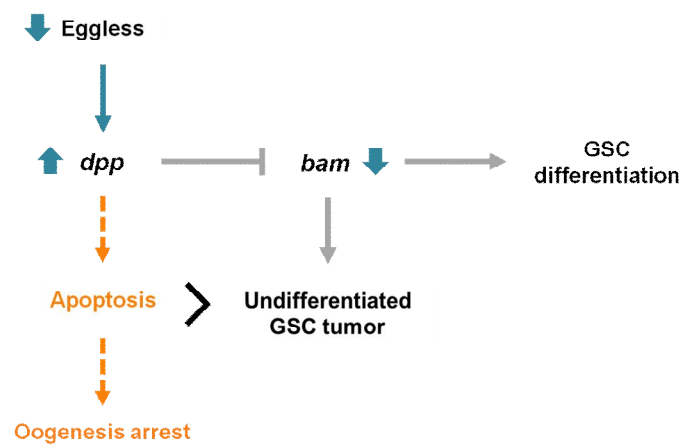 Eggless
dpp
bam
GSC
differentiation
Apoptosis
>
Undifferentiated
GSC tumor
Oogenesis arrest